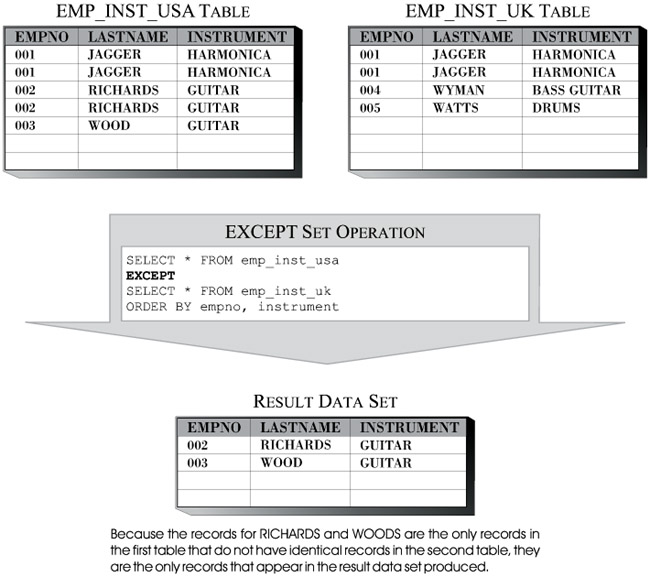 EMP_INST_USA TABLE
EMPNO LASTNAME INSTRUMENT
001 JAGGER HARMONICA
001 JAGGER HARMONICA
002 RICHARDS GUITAR
002 RICHARDS GUITAR
003 WOOD GUITAR
EMP_INST_UK TABLE
EMPNO LASTNAME INSTRUMENT
001 JAGGER HARMONICA
001 JAGGER HARMONICA
004 WYMAN BASS GUITAR
005 WATTS DRUMS
EXCEPT SET OPERATION
SELECT * FROM emp_inst_usa
EXCEPT
SELECT * FROM emp_inst_uk
ORDER BY empno, instrument
RESULT DATA SET
EMPNO LASTNAME INSTRUMENT
002 RICHARDS GUITAR
003 WOOD GUITAR
Because the records for RICHARDS and WOODS are the only records in
the first table that do not have identical records in the second table, they
are the only records that appear in the result data set produced.